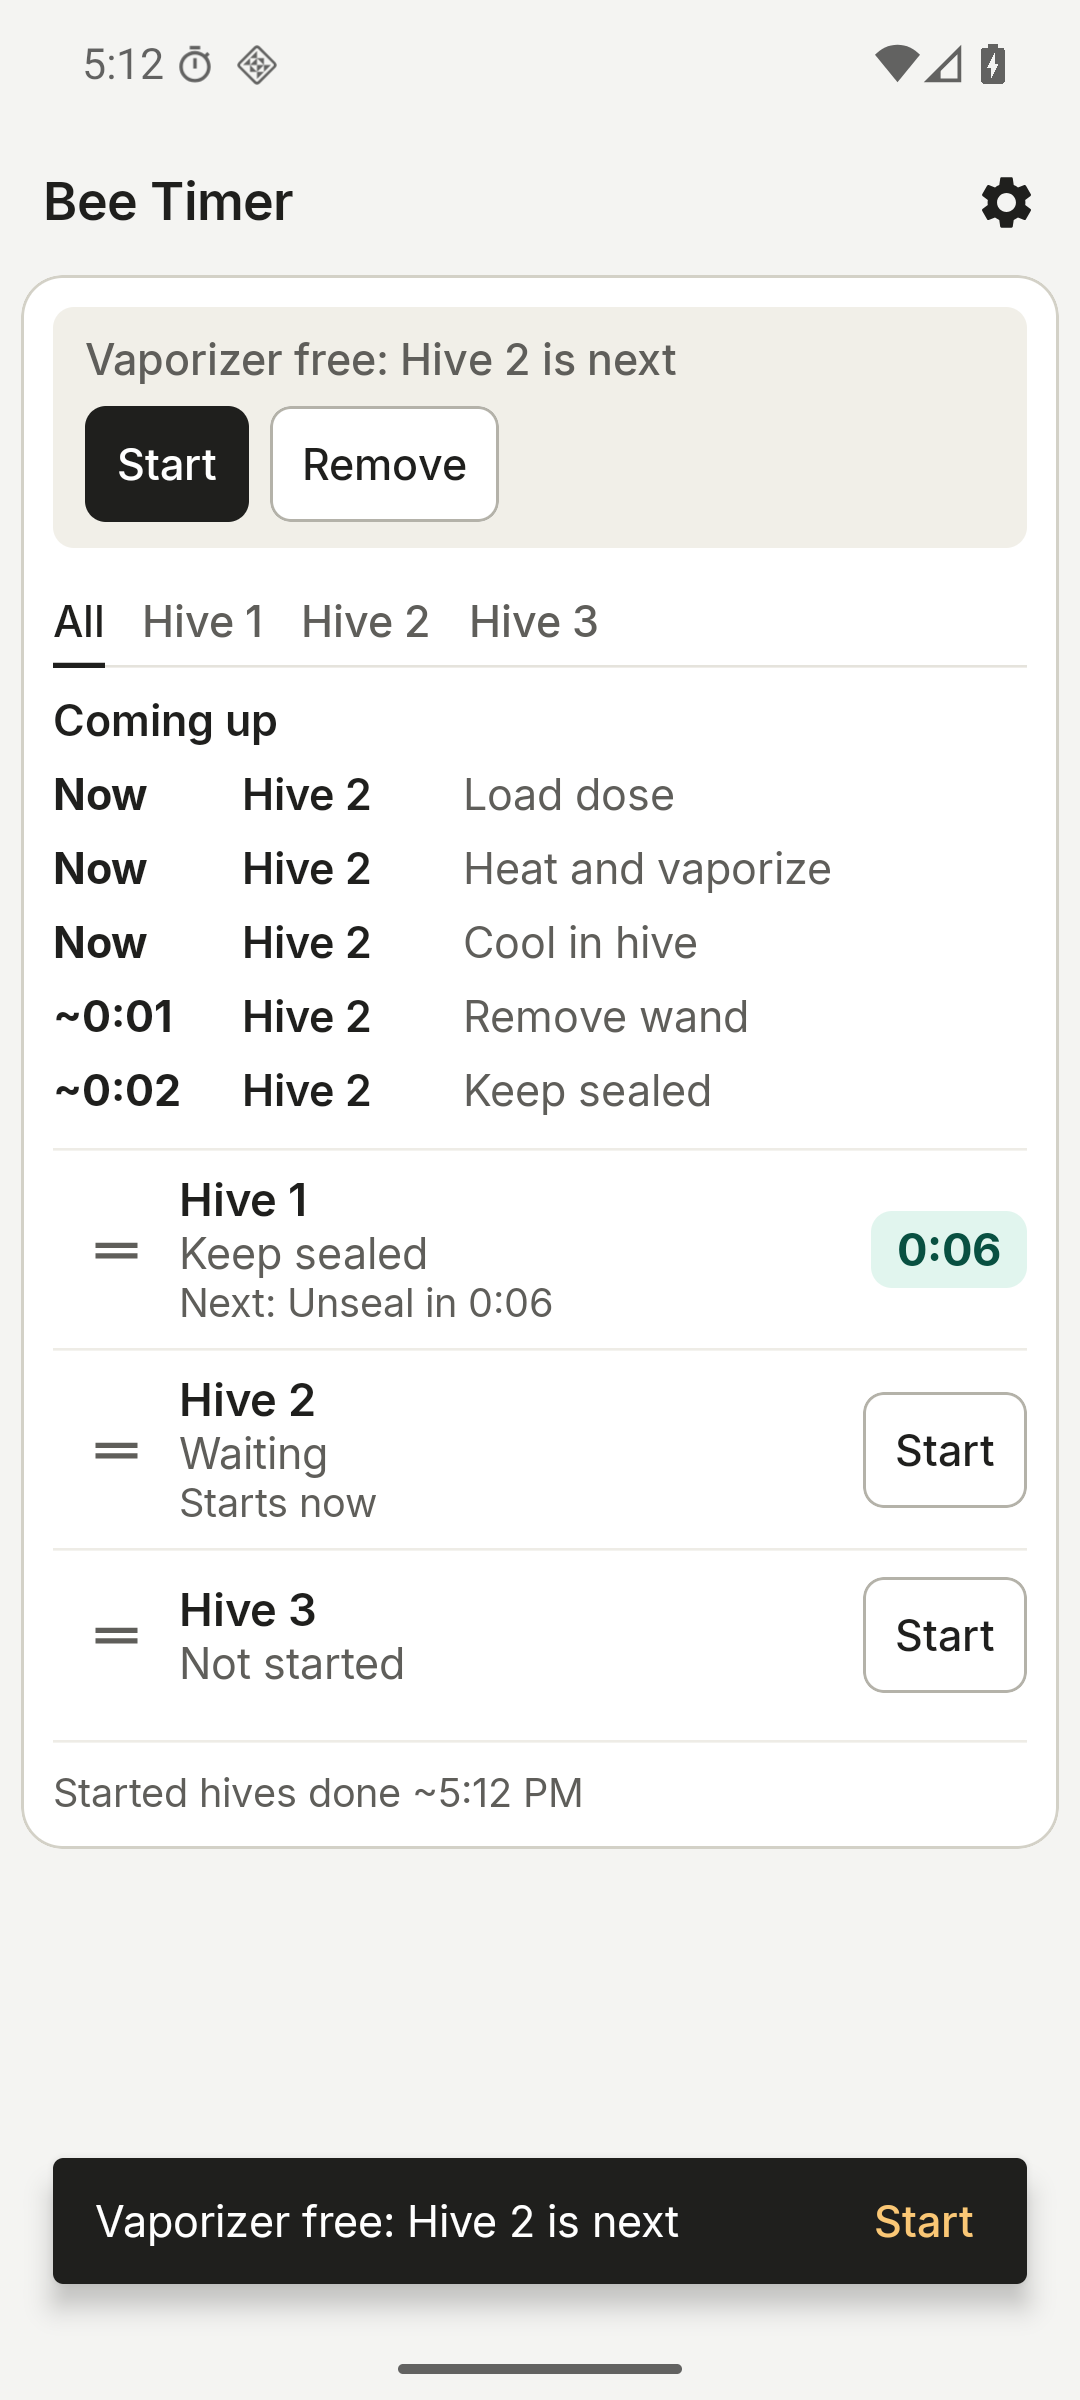 5:12
Bee Timer
Vaporizer free: Hive 2 is next
Start Remove
All Hive 1 Hive 2 Hive 3
Coming up
Now Hive 2 Load dose
Now Hive 2 Heat and vaporize
Now Hive 2 Cool in hive
~0:01 Hive 2 Remove wand
~0:02 Hive 2 Keep sealed
Hive 1
Keep sealed
Next: Unseal in 0:06
0:06
Hive 2
Waiting
Starts now
Start
Hive 3
Not started
Start
Started hives done ~5:12 PM
Vaporizer free: Hive 2 is next Start